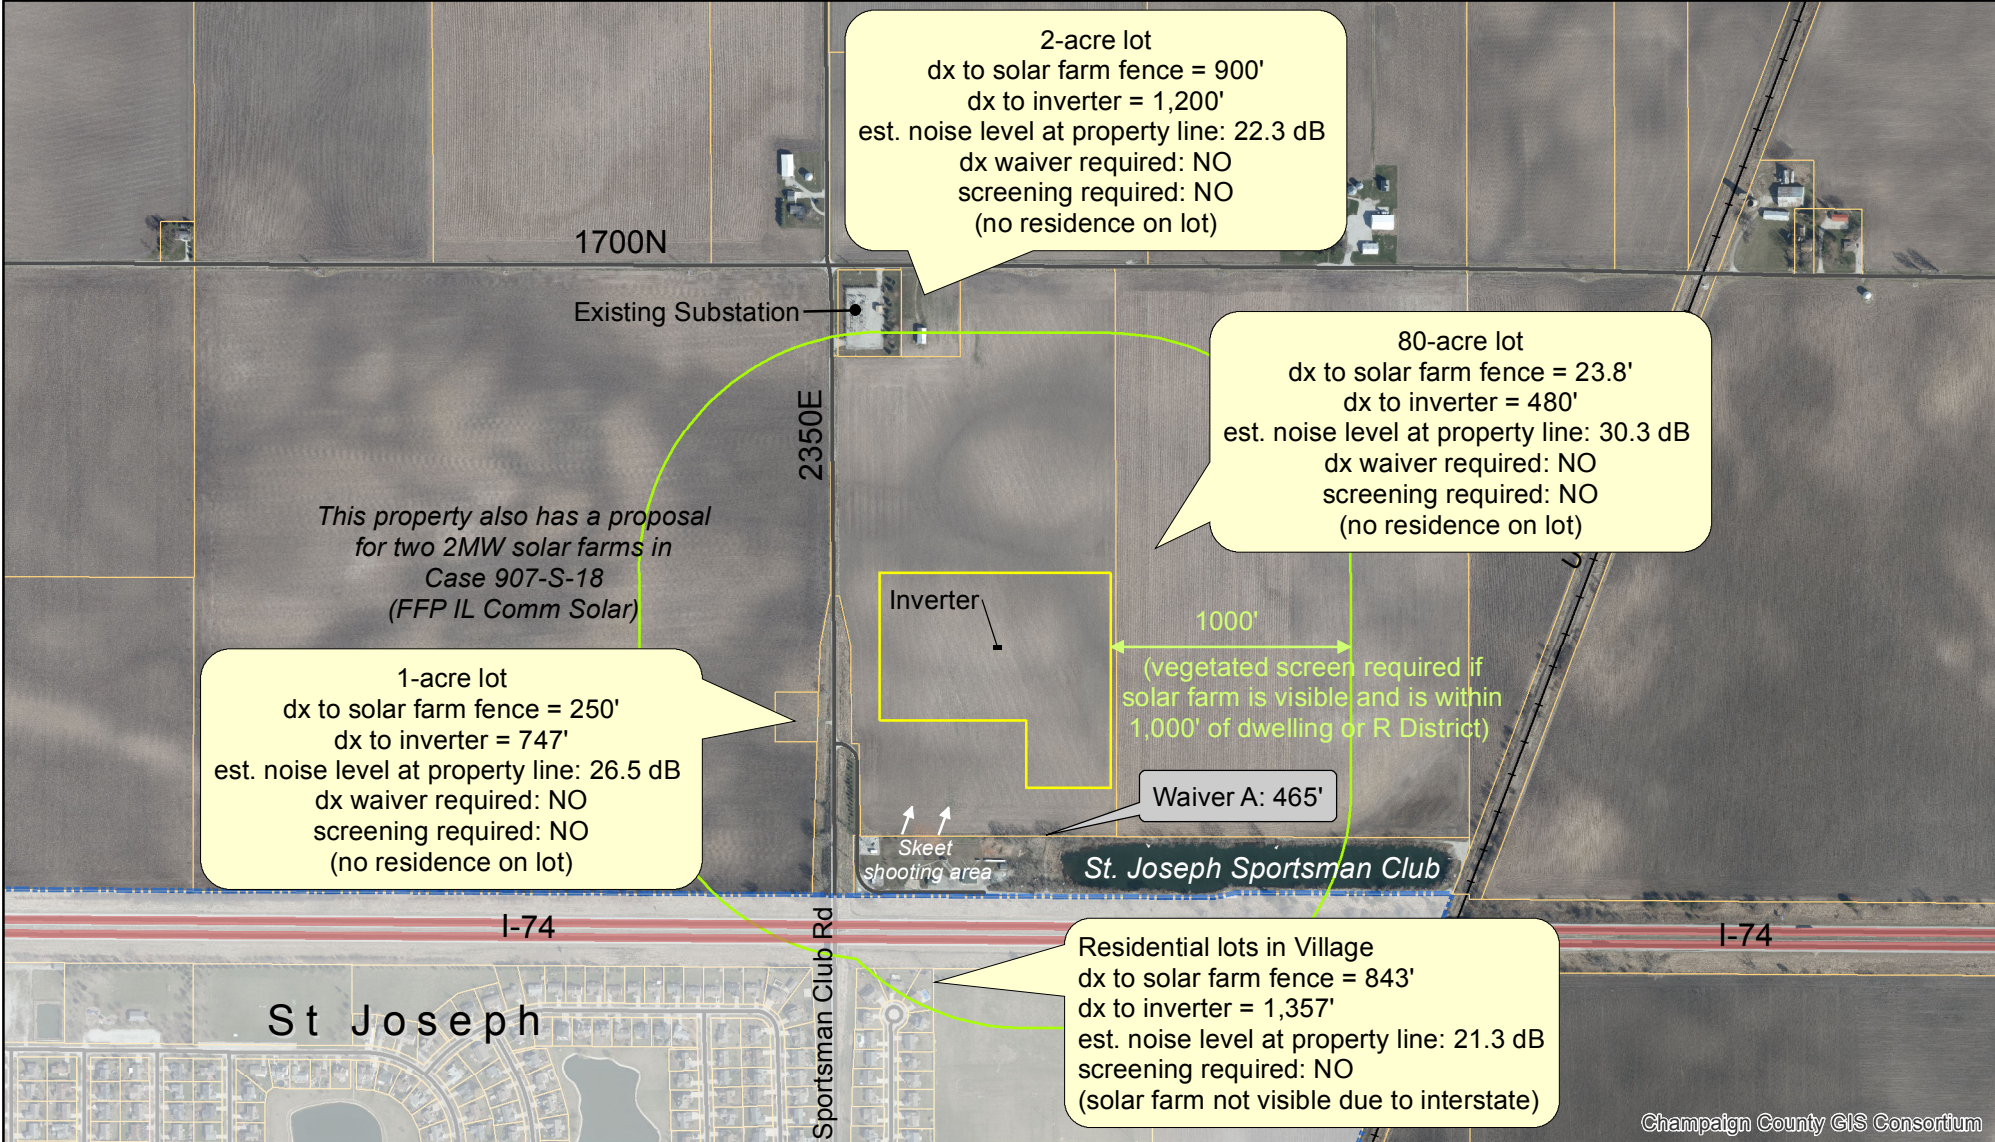 2-acre lot
dx to solar farm fence = 900'
dx to inverter = 1,200'
est. noise level at property line: 22.3 dB
dx waiver required: NO
screening required: NO
(no residence on lot)
1700N
Existing Substation
2350E
80-acre lot
dx to solar farm fence = 23.8'
dx to inverter = 480'
est. noise level at property line: 30.3 dB
dx waiver required: NO
screening required: NO
(no residence on lot)
This property also has a proposal
for two 2MW solar farms in
Case 907-S-18
(FFP IL Comm Solar)
Inverter
1000'
(vegetated screen required if
solar farm is visible and is within
1,000' of dwelling or R District)
1-acre lot
dx to solar farm fence = 250'
dx to inverter = 747'
est. noise level at property line: 26.5 dB
dx waiver required: NO
screening required: NO
(no residence on lot)
Waiver A: 465'
Skeet
shooting area
St. Joseph Sportsman Club
I-74
I-74
Sportsman Club Rd
St Joseph
Residential lots in Village
dx to solar farm fence = 843'
dx to inverter = 1,357'
est. noise level at property line: 21.3 dB
screening required: NO
(solar farm not visible due to interstate)
Champaign County GIS Consortium